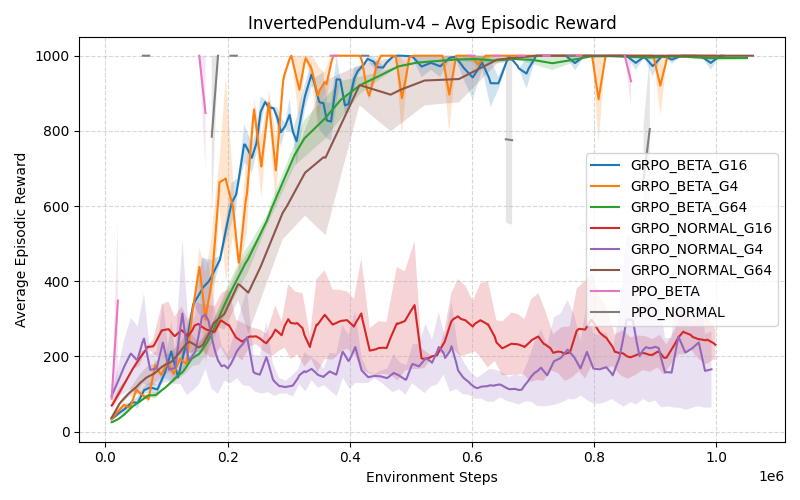 InvertedPendulum-v4 – Avg Episodic Reward
Average Episodic Reward
1000
800
600
400
200
0
GRPO_BETA_G16
GRPO_BETA_G4
GRPO_BETA_G64
GRPO_NORMAL_G16
GRPO_NORMAL_G4
GRPO_NORMAL_G64
PPO_BETA
PPO_NORMAL
0.0 0.2 0.4 0.6 0.8 1.0
1e6
Environment Steps